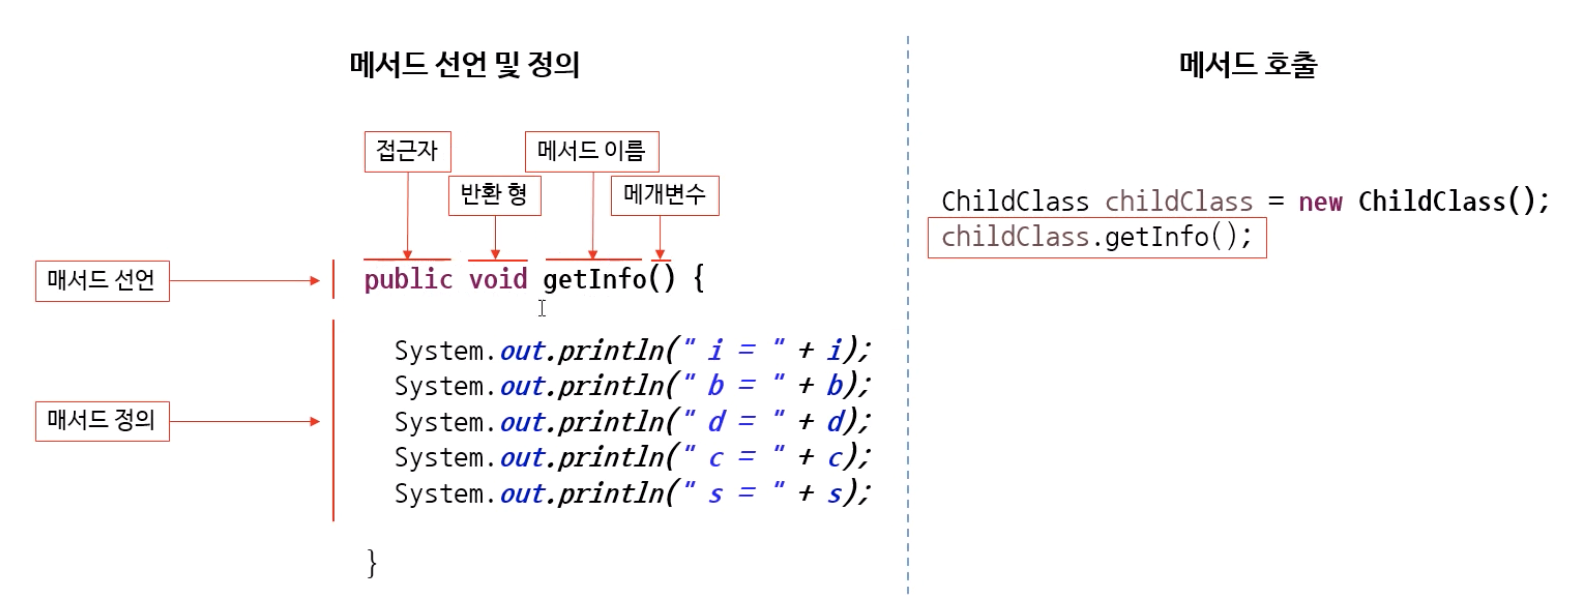 메서드 선언 및 정의
메서드 호출
접근자
메서드 이름
반환 형
메개변수
매서드 선언
public void getInfo() {
매서드 정의
System.out.println(" i = " + i);
System.out.println(" b = " + b);
System.out.println(" d = " + d);
System.out.println(" c = " + c);
System.out.println(" s = " + s);
}
ChildClass childClass = new ChildClass();
childClass.getInfo();